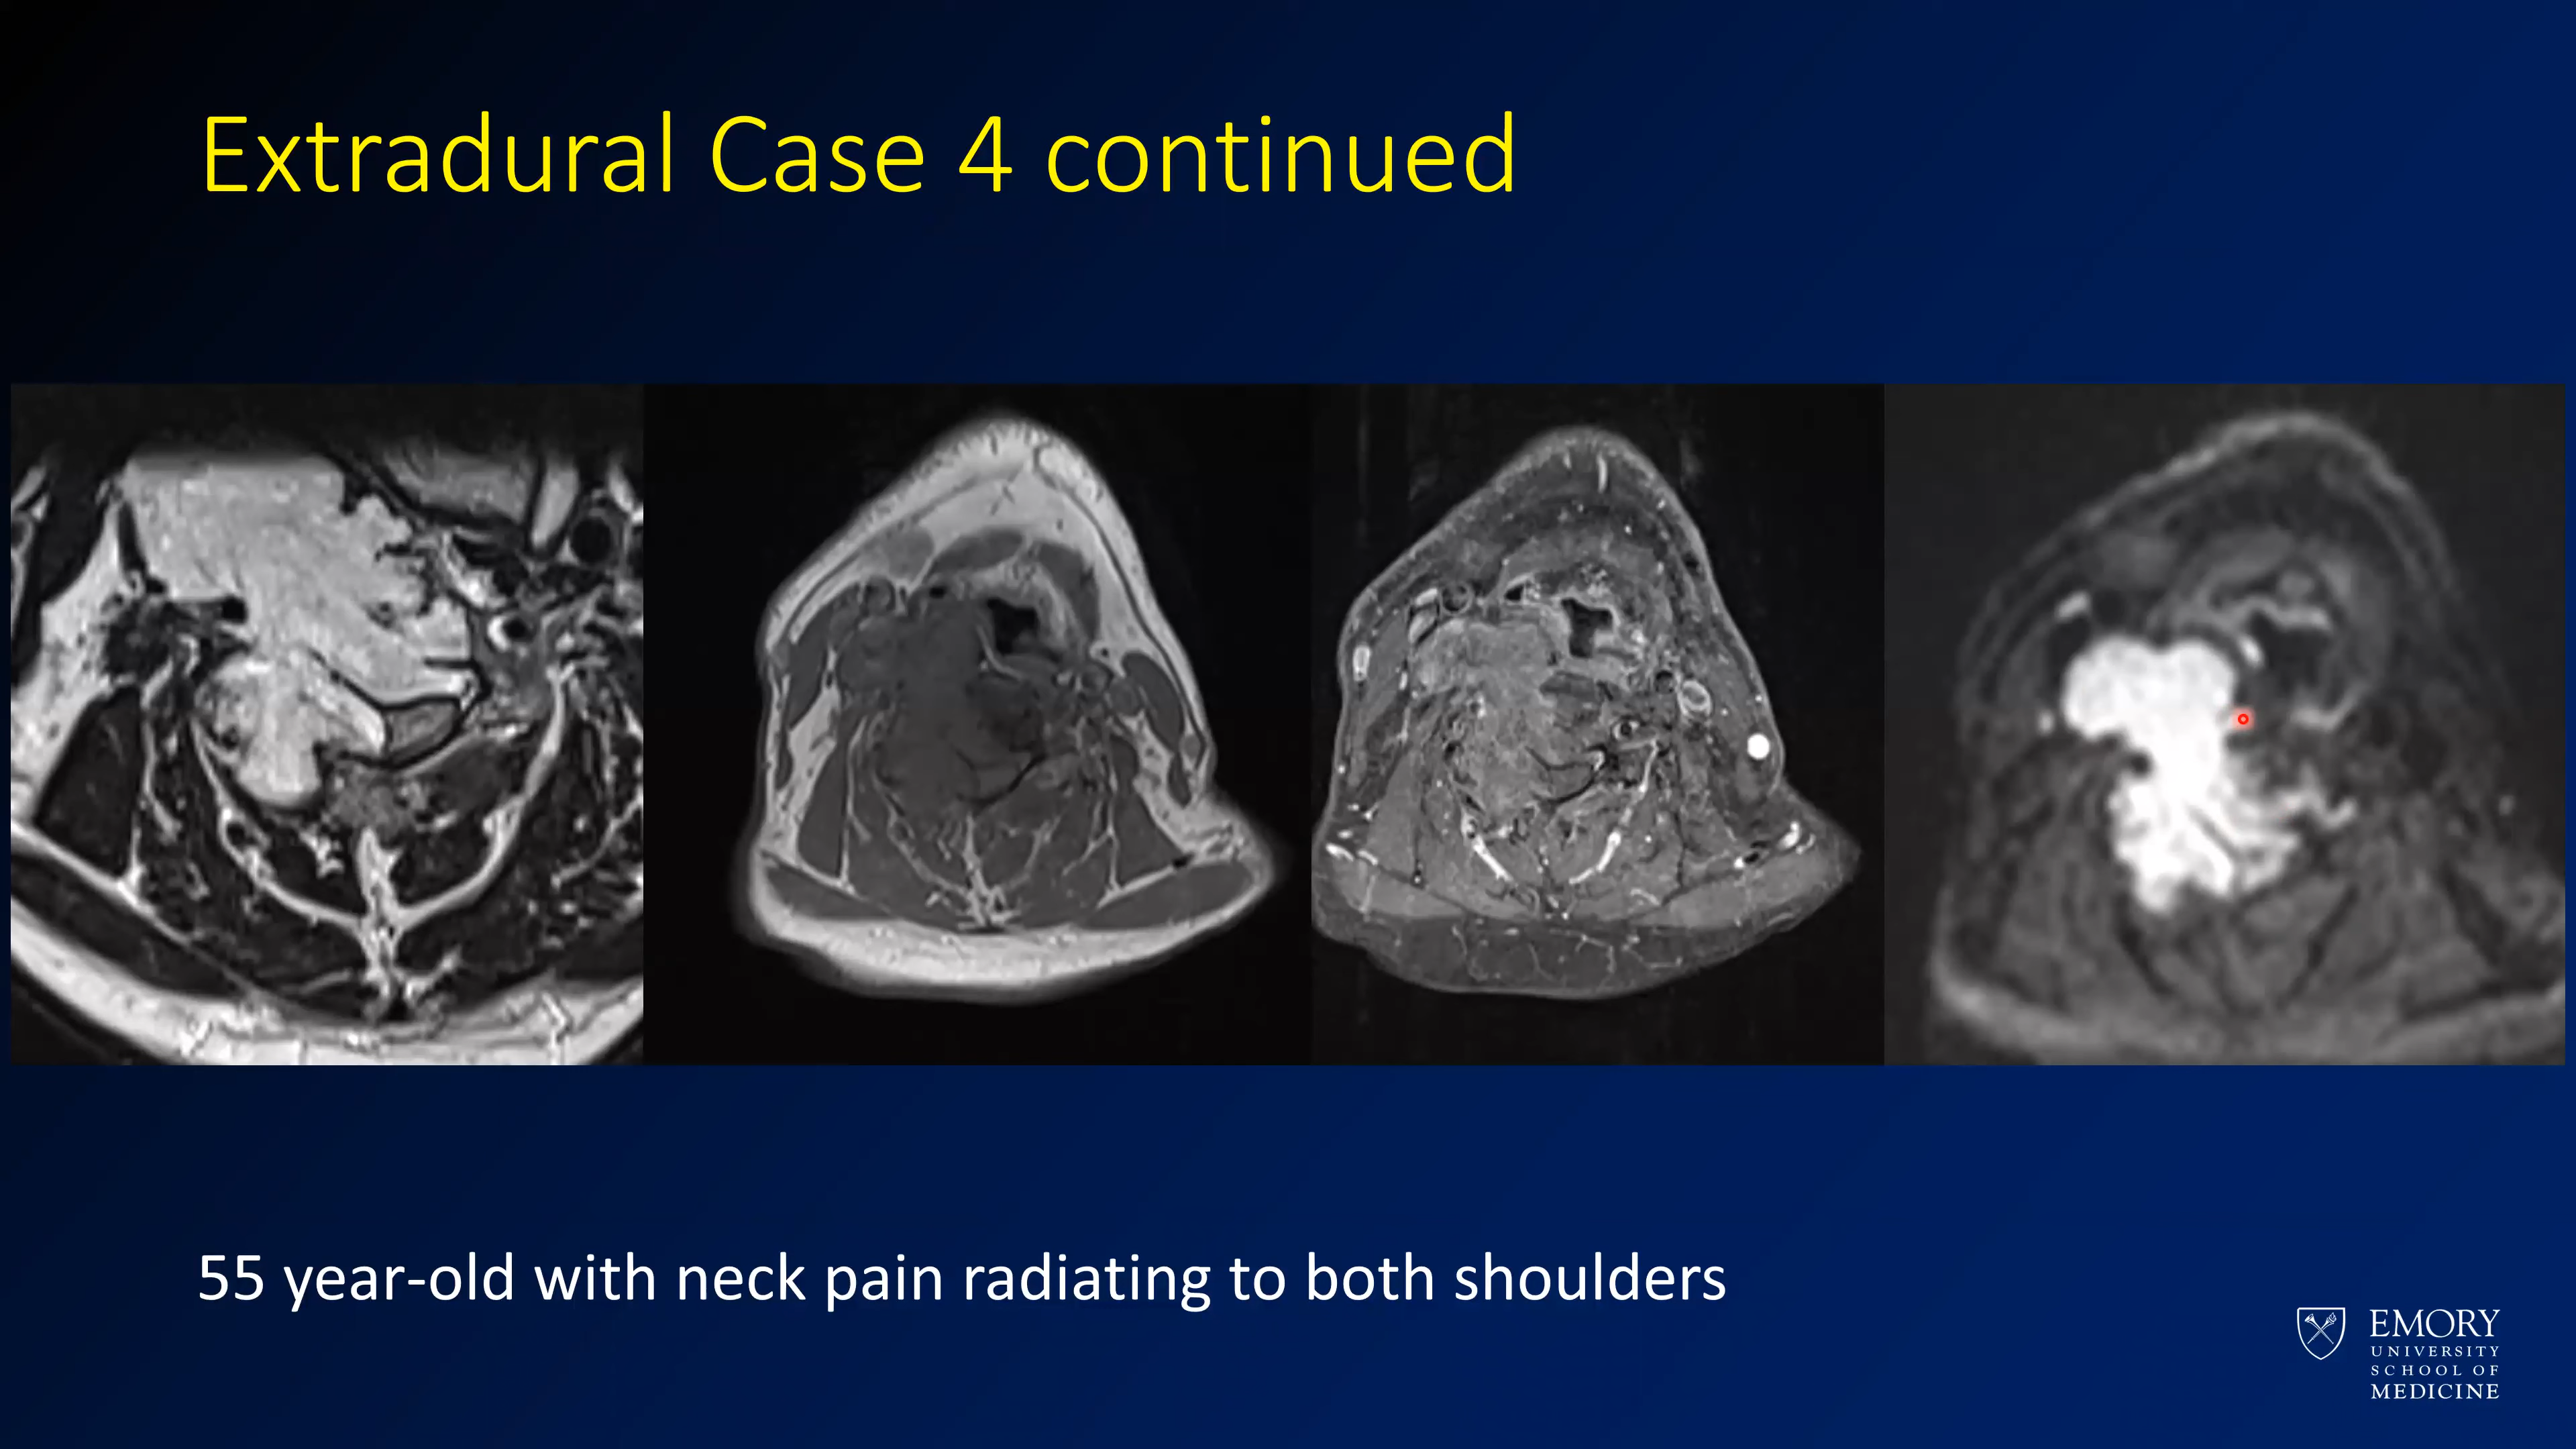 Extradural Case 4 continued
55 year-old with neck pain radiating to both shoulders
EMORY
UNIVERSITY
SCHOOL OF
MEDICINE